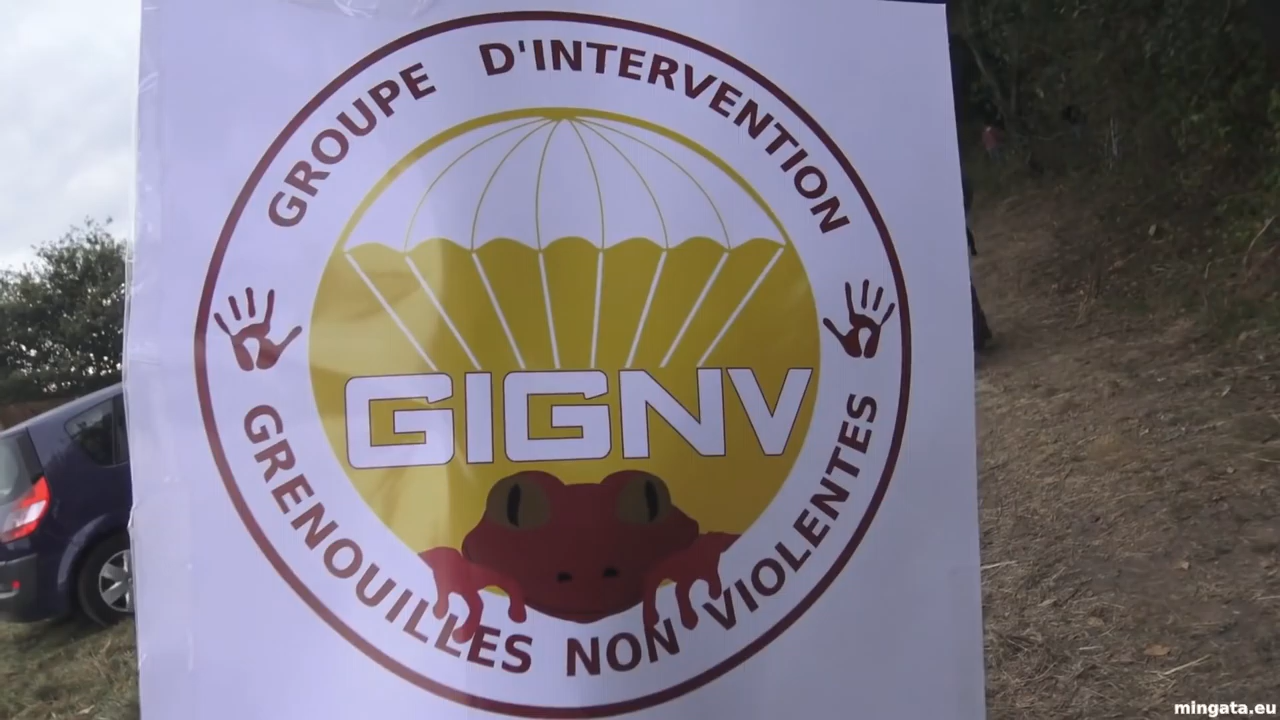 GROUPE D'INTERVENTION
GIGNV
GRENOUILLES NON VIOLENTES
mingata.eu